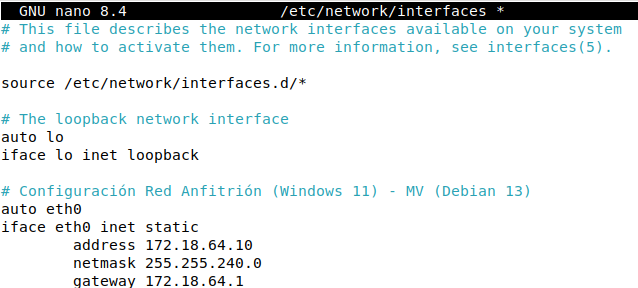 GNU nano 8.4 /etc/network/interfaces *
# This file describes the network interfaces available on your system
# and how to activate them. For more information, see interfaces(5).
source /etc/network/interfaces.d/*
# The loopback network interface
auto lo
iface lo inet loopback
# Configuración Red Anfitrión (Windows 11) - MV (Debian 13)
auto eth0
iface eth0 inet static
address 172.18.64.10
netmask 255.255.240.0
gateway 172.18.64.1